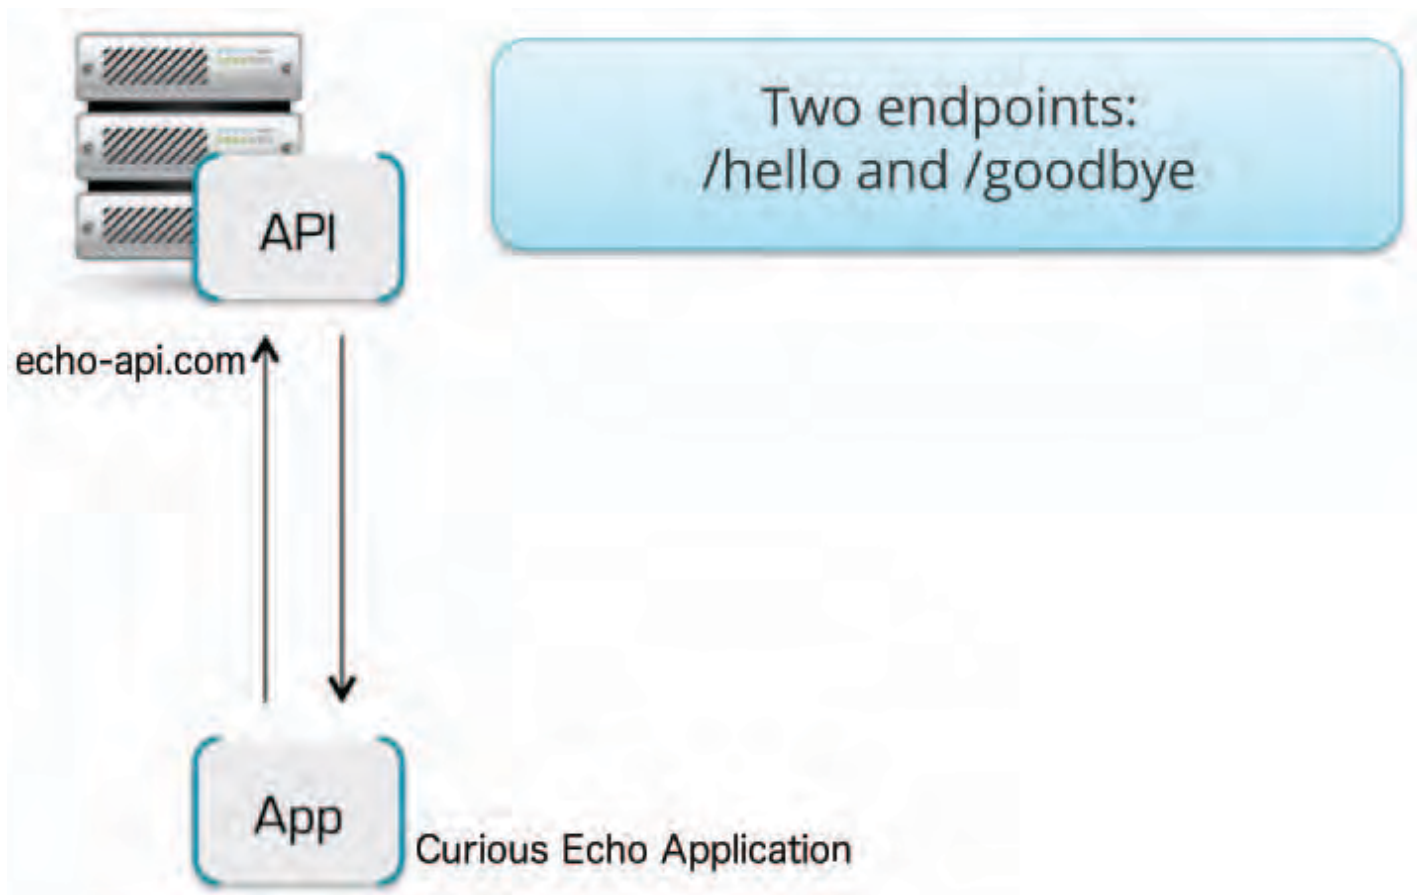 Two endpoints:
/hello and /goodbye
API
echo-api.com
App
Curious Echo Application